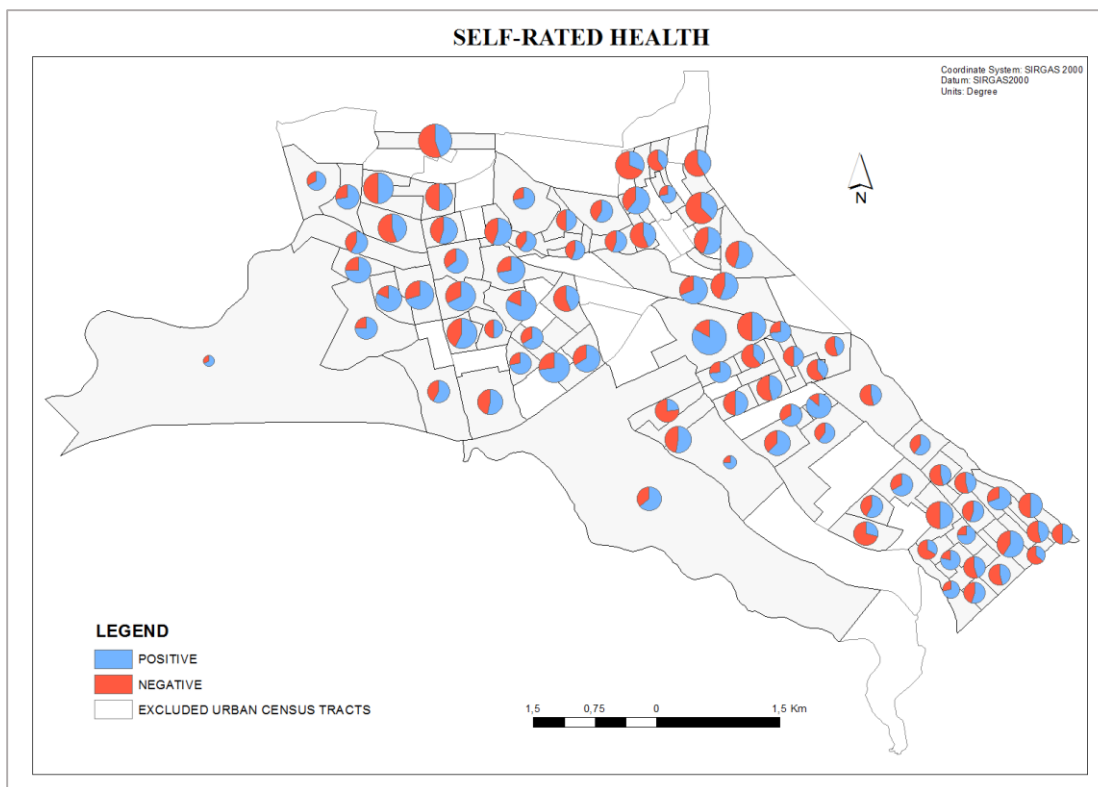 SELF-RATED HEALTH
Coordinate System: SIRGAS 2000
Datum: SIRGAS2000
Units: Degree
N
LEGEND
POSITIVE
NEGATIVE
EXCLUDED URBAN CENSUS TRACTS
1,5 0,75 0 1,5 Km